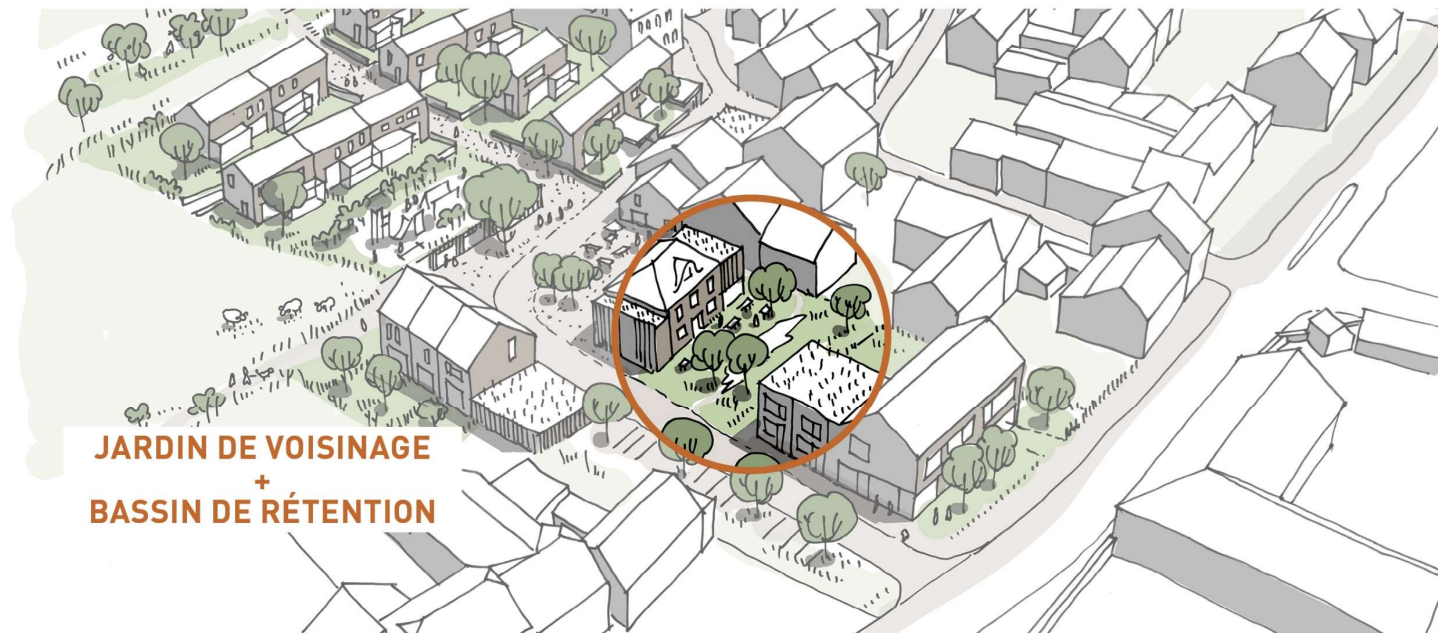 JARDIN DE VOISINAGE
+
BASSIN DE RÉTENTION